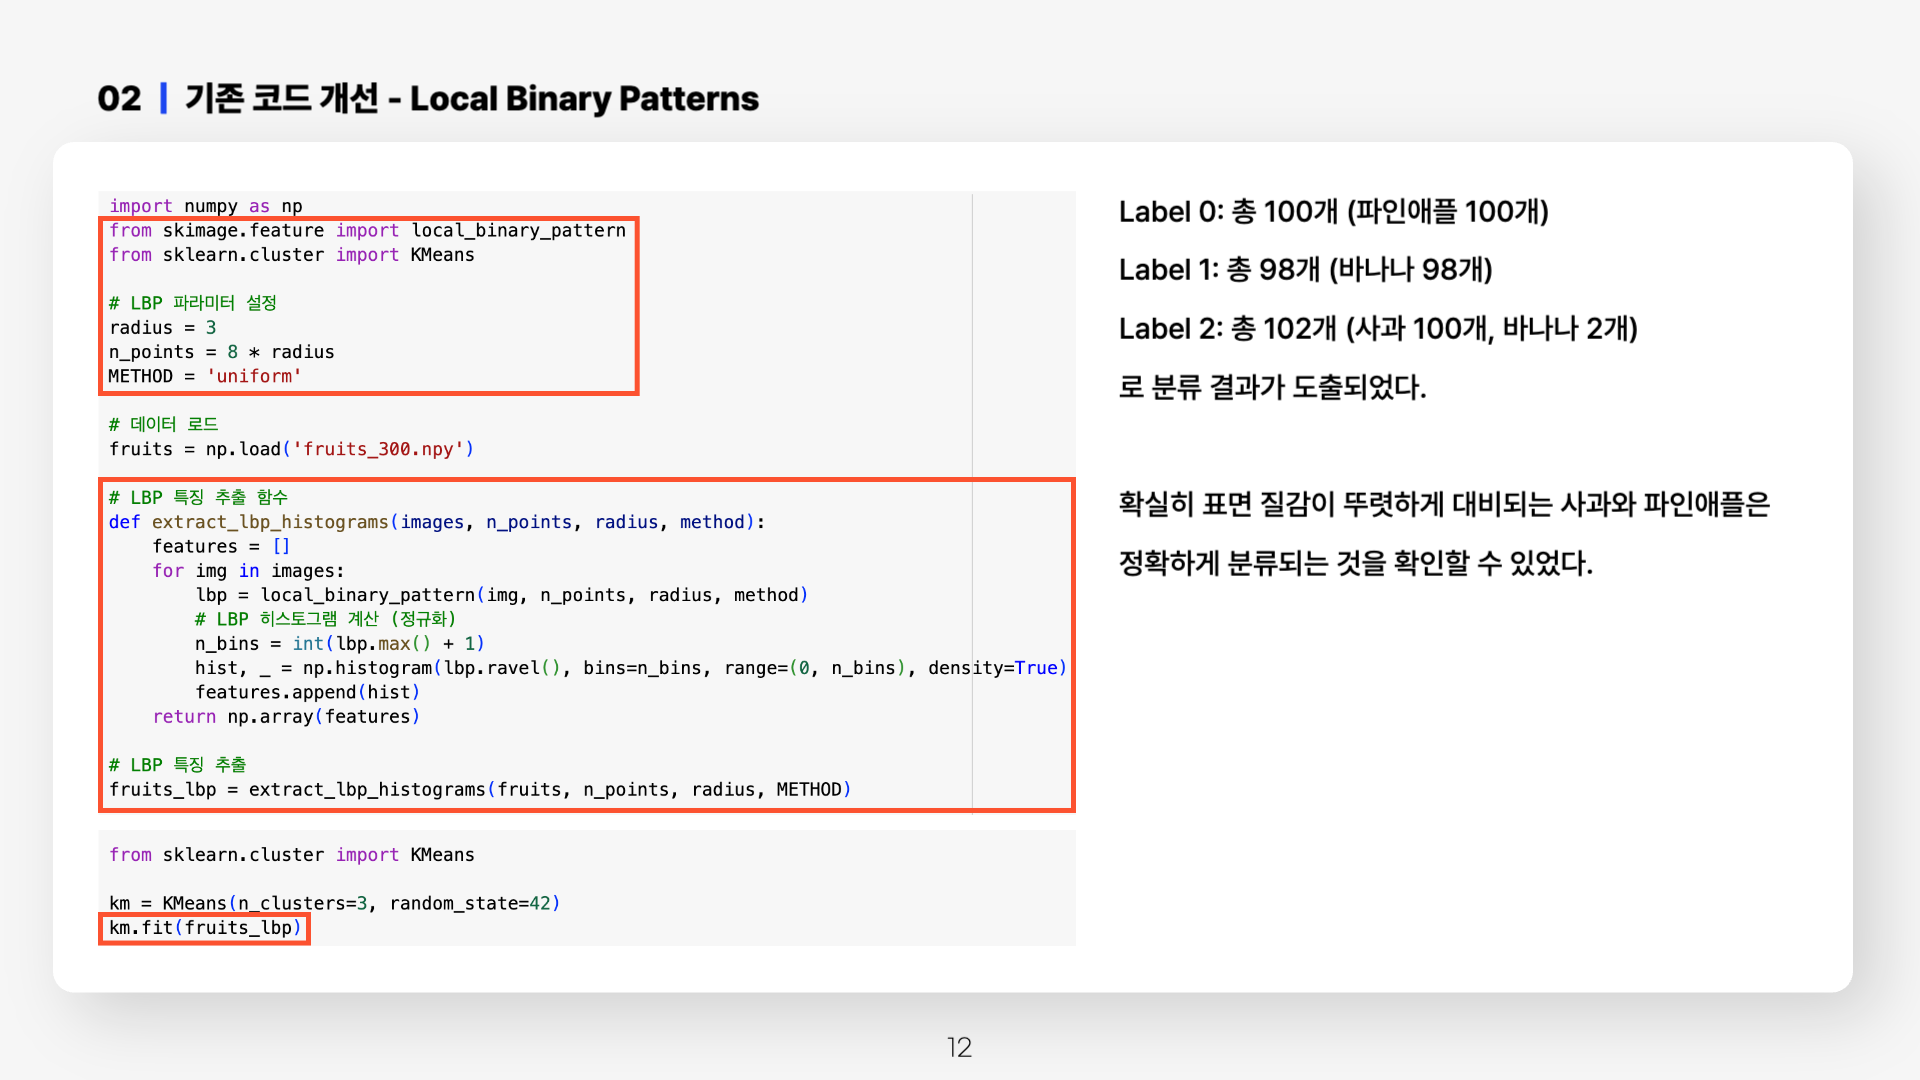 02 | 기존 코드 개선 - Local Binary Patterns
import numpy as np
from skimage.feature import local_binary_pattern
from sklearn.cluster import KMeans
# LBP 파라미터 설정
radius = 3
n_points = 8 * radius
METHOD = 'uniform'
# 데이터 로드
fruits = np.load('fruits_300.npy')
# LBP 특징 추출 함수
def extract_lbp_histograms(images, n_points, radius, method):
    features = []
    for img in images:
        lbp = local_binary_pattern(img, n_points, radius, method)
        # LBP 히스토그램 계산 (정규화)
        n_bins = int(lbp.max() + 1)
        hist, _ = np.histogram(lbp.ravel(), bins=n_bins, range=(0, n_bins), density=True)
        features.append(hist)
    return np.array(features)
# LBP 특징 추출
fruits_lbp = extract_lbp_histograms(fruits, n_points, radius, METHOD)
from sklearn.cluster import KMeans
km = KMeans(n_clusters=3, random_state=42)
km.fit(fruits_lbp)
Label 0: 총 100개 (파인애플 100개)
Label 1: 총 98개 (바나나 98개)
Label 2: 총 102개 (사과 100개, 바나나 2개)
로 분류 결과가 도출되었다.
확실히 표면 질감이 뚜렷하게 대비되는 사과와 파인애플은
정확하게 분류되는 것을 확인할 수 있었다.
12